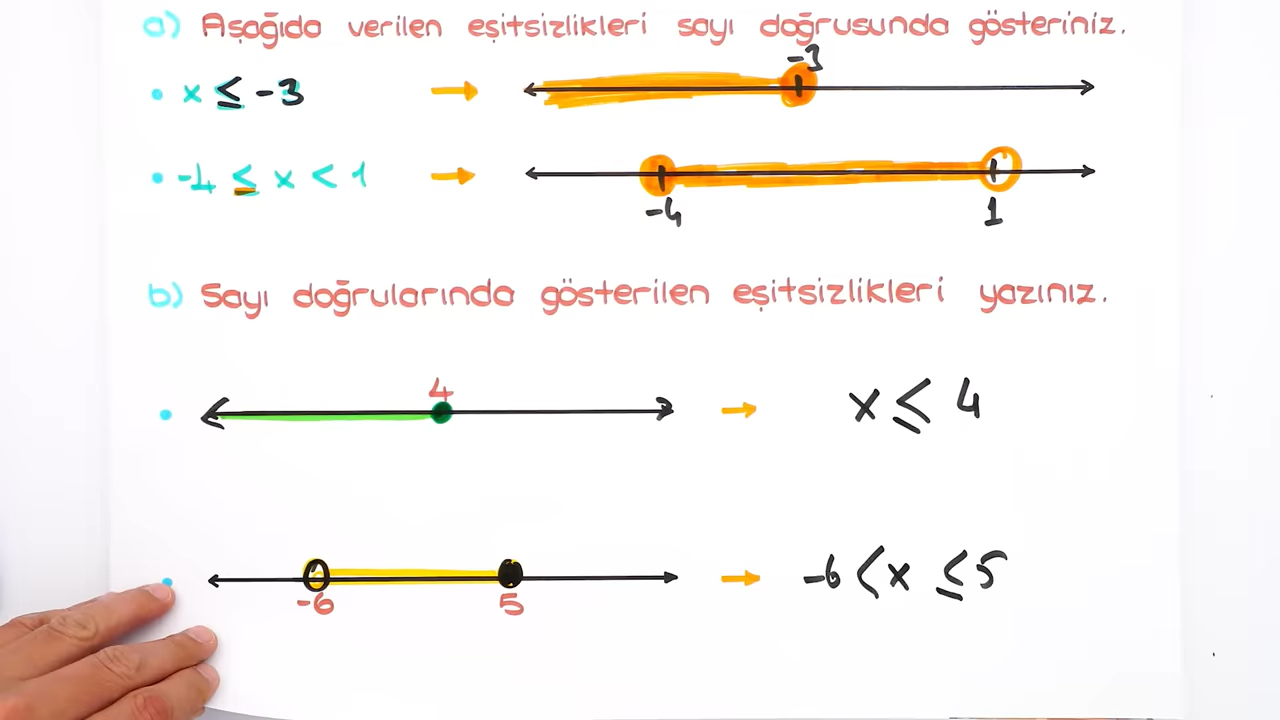 a) Aşağıda verilen eşitsizlikleri sayı doğrusunda gösteriniz.
• x ≤ -3 → -3
• -4 ≤ x < 1 → -4 1
b) Sayı doğrularında gösterilen eşitsizlikleri yazınız.
• 4 → x ≤ 4
• -6 5 → -6 < x ≤ 5